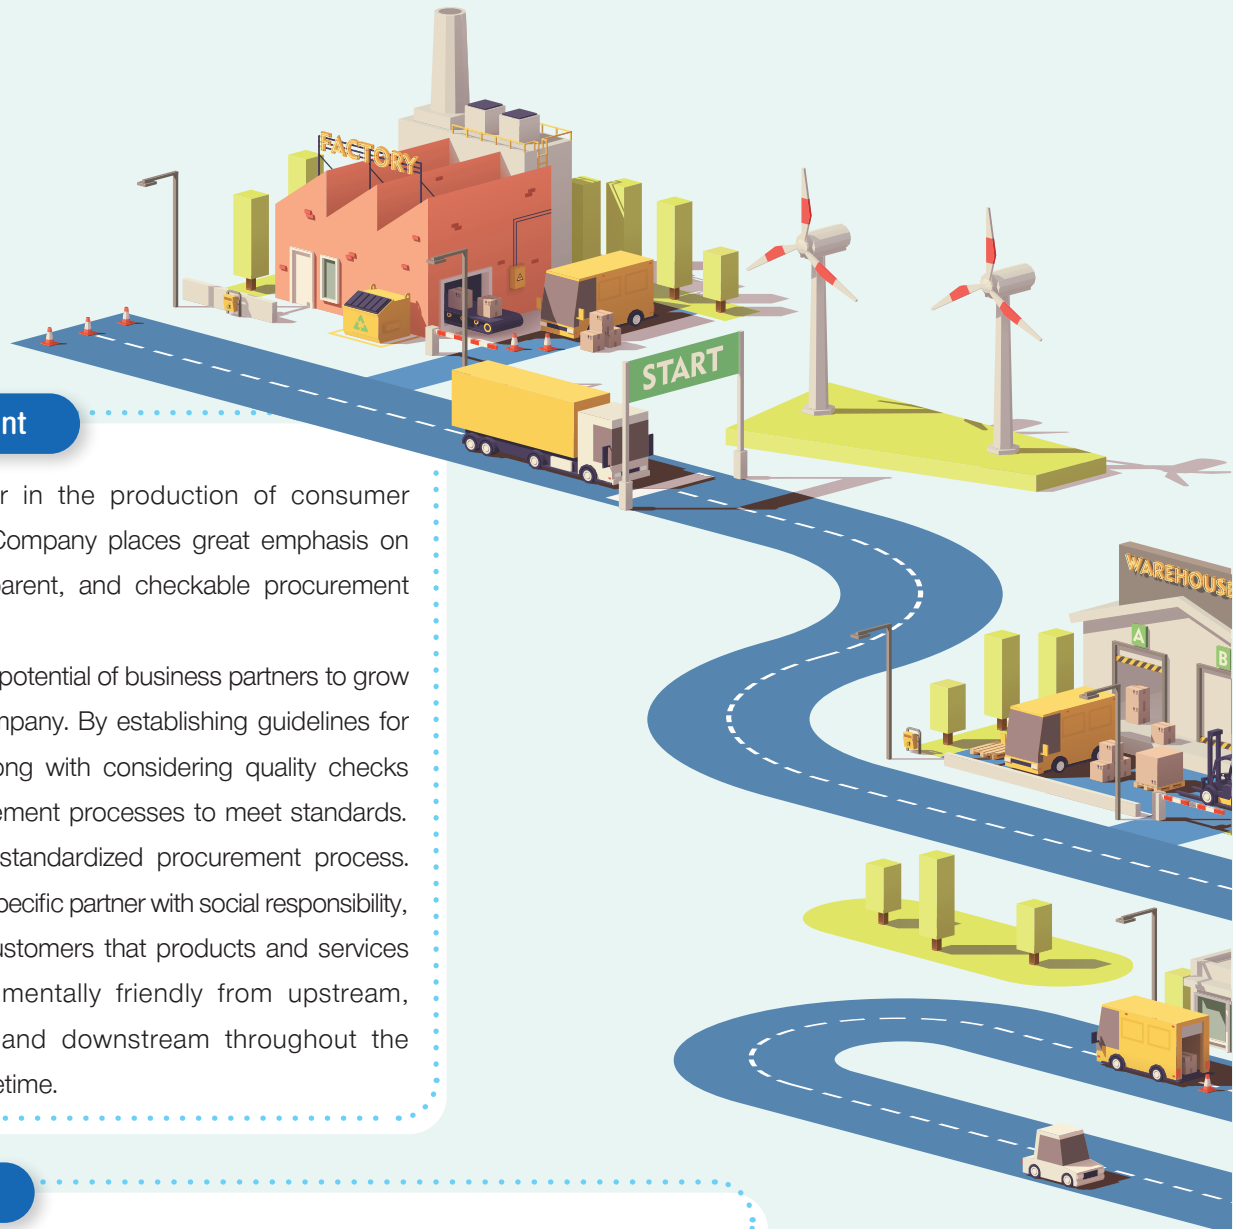 FACTORY
START
nt
r in the production of consumer
Company places great emphasis on
parent, and checkable procurement
potential of business partners to grow
mpany. By establishing guidelines for
ong with considering quality checks
ement processes to meet standards.
standardized procurement process.
pecific partner with social responsibility,
ustomers that products and services
mentally friendly from upstream,
and downstream throughout the
etime.
WAREHOUSE
A
B